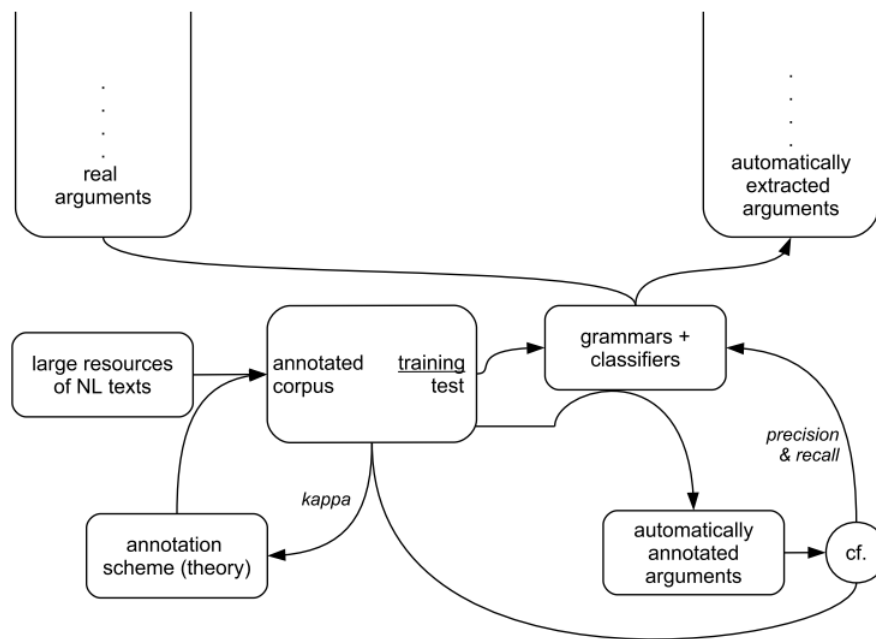 real
arguments
automatically
extracted
arguments
large resources
of NL texts
annotated
corpus
training
test
grammars +
classifiers
precision
& recall
kappa
annotation
scheme (theory)
automatically
annotated
arguments
cf.